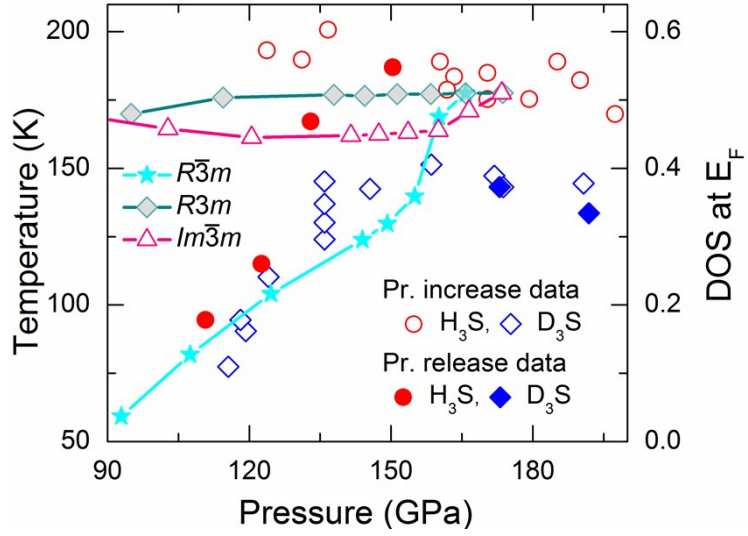 200
150
100
50
Temperature (K)
0.6
0.4
0.2
0.0
DOS at E_F
R3̅m
R3m
Im3̅m
Pr. increase data
H₃S, D₃S
Pr. release data
H₃S, D₃S
90 120 150 180
Pressure (GPa)